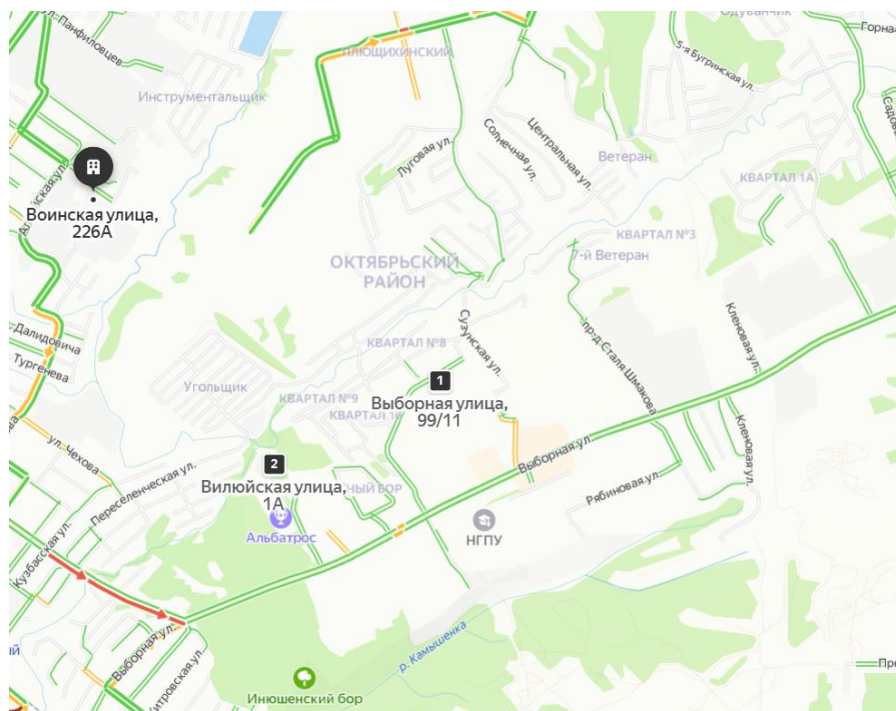 ул. Панфиловцев
Инструментальщик
ПЛЮЩИХИНСКИЙ
5-я Бугринская ул.
Воинская улица,
226А
Луговая ул.
Солнечная ул.
Центральная ул.
Ветеран
КВАРТАЛ 1А
ОКТЯБРЬСКИЙ
РАЙОН
КВАРТАЛ №3
7-й Ветеран
Далидовича
Тургенева
Угольщик
КВАРТАЛ №8
Сузунская ул.
пр-д Сталя Шмакова
Кленовая ул.
1
Выборная улица,
99/11
КВАРТАЛ №9
ул. Чехова
Переселенческая ул.
2
Вилюйская улица,
1А
Альбатрос
Выборная ул.
НГПУ
Рябиновая ул.
Кленовая ул.
Кузбасская ул.
Выборная ул.
р. Камышенка
Инюшенский бор